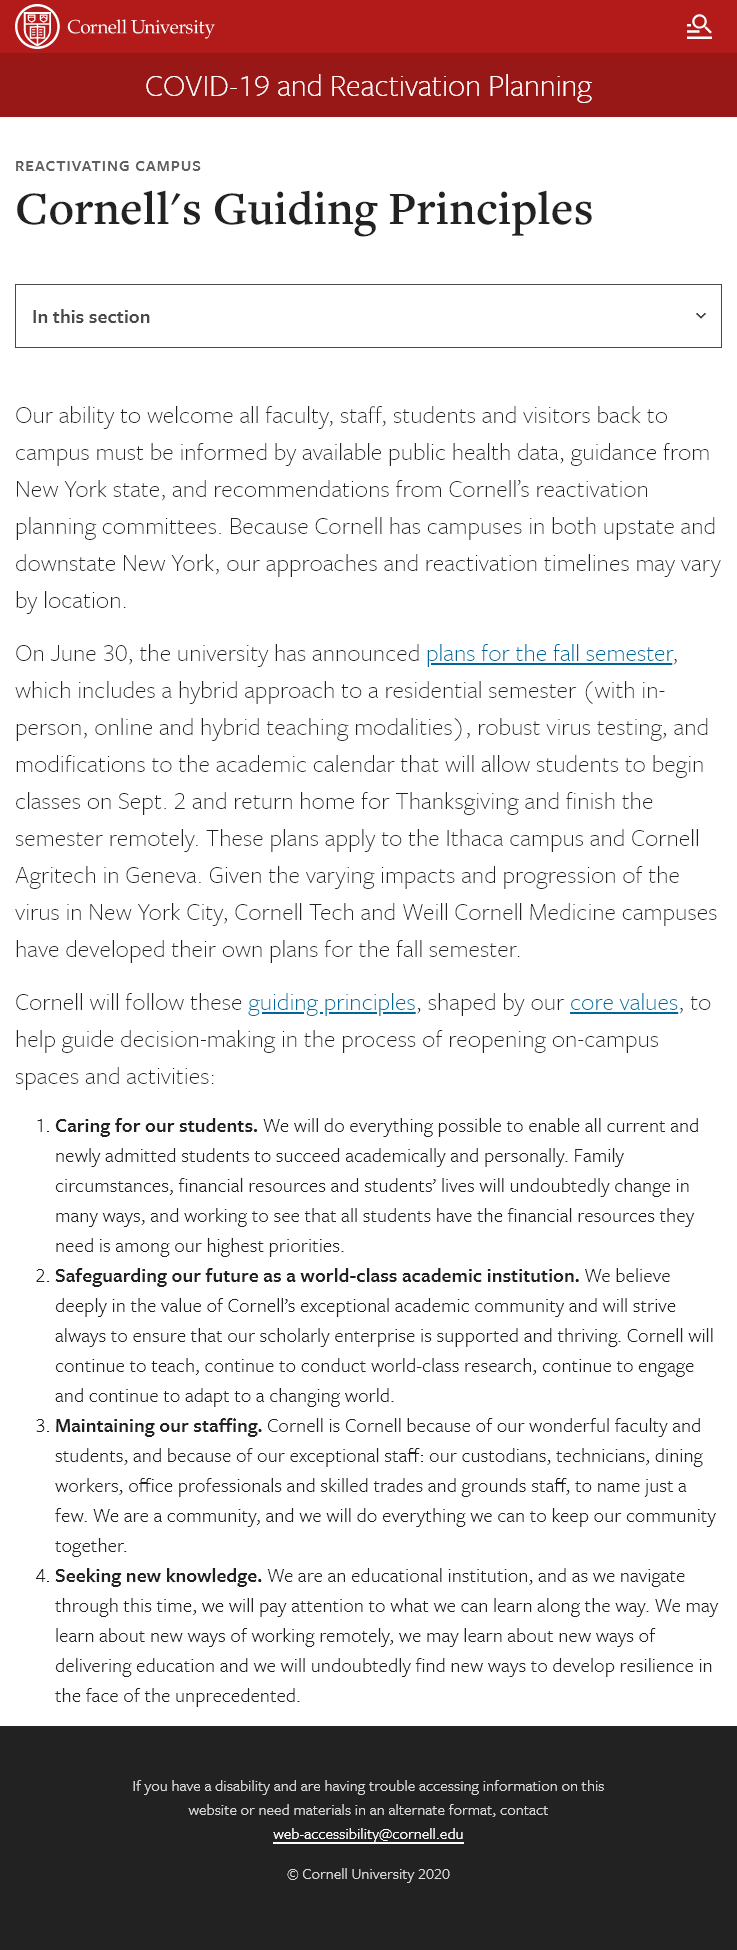 Cornell University
COVID-19 and Reactivation Planning
REACTIVATING CAMPUS
Cornell's Guiding Principles
In this section
Our ability to welcome all faculty, staff, students and visitors back to
campus must be informed by available public health data, guidance from
New York state, and recommendations from Cornell’s reactivation
planning committees. Because Cornell has campuses in both upstate and
downstate New York, our approaches and reactivation timelines may vary
by location.
On June 30, the university has announced plans for the fall semester,
which includes a hybrid approach to a residential semester (with in-
person, online and hybrid teaching modalities), robust virus testing, and
modifications to the academic calendar that will allow students to begin
classes on Sept. 2 and return home for Thanksgiving and finish the
semester remotely. These plans apply to the Ithaca campus and Cornell
Agritech in Geneva. Given the varying impacts and progression of the
virus in New York City, Cornell Tech and Weill Cornell Medicine campuses
have developed their own plans for the fall semester.
Cornell will follow these guiding principles, shaped by our core values, to
help guide decision-making in the process of reopening on-campus
spaces and activities:
1. Caring for our students. We will do everything possible to enable all current and
newly admitted students to succeed academically and personally. Family
circumstances, financial resources and students’ lives will undoubtedly change in
many ways, and working to see that all students have the financial resources they
need is among our highest priorities.
2. Safeguarding our future as a world-class academic institution. We believe
deeply in the value of Cornell’s exceptional academic community and will strive
always to ensure that our scholarly enterprise is supported and thriving. Cornell will
continue to teach, continue to conduct world-class research, continue to engage
and continue to adapt to a changing world.
3. Maintaining our staffing. Cornell is Cornell because of our wonderful faculty and
students, and because of our exceptional staff: our custodians, technicians, dining
workers, office professionals and skilled trades and grounds staff, to name just a
few. We are a community, and we will do everything we can to keep our community
together.
4. Seeking new knowledge. We are an educational institution, and as we navigate
through this time, we will pay attention to what we can learn along the way. We may
learn about new ways of working remotely, we may learn about new ways of
delivering education and we will undoubtedly find new ways to develop resilience in
the face of the unprecedented.
If you have a disability and are having trouble accessing information on this
website or need materials in an alternate format, contact
web-accessibility@cornell.edu
© Cornell University 2020